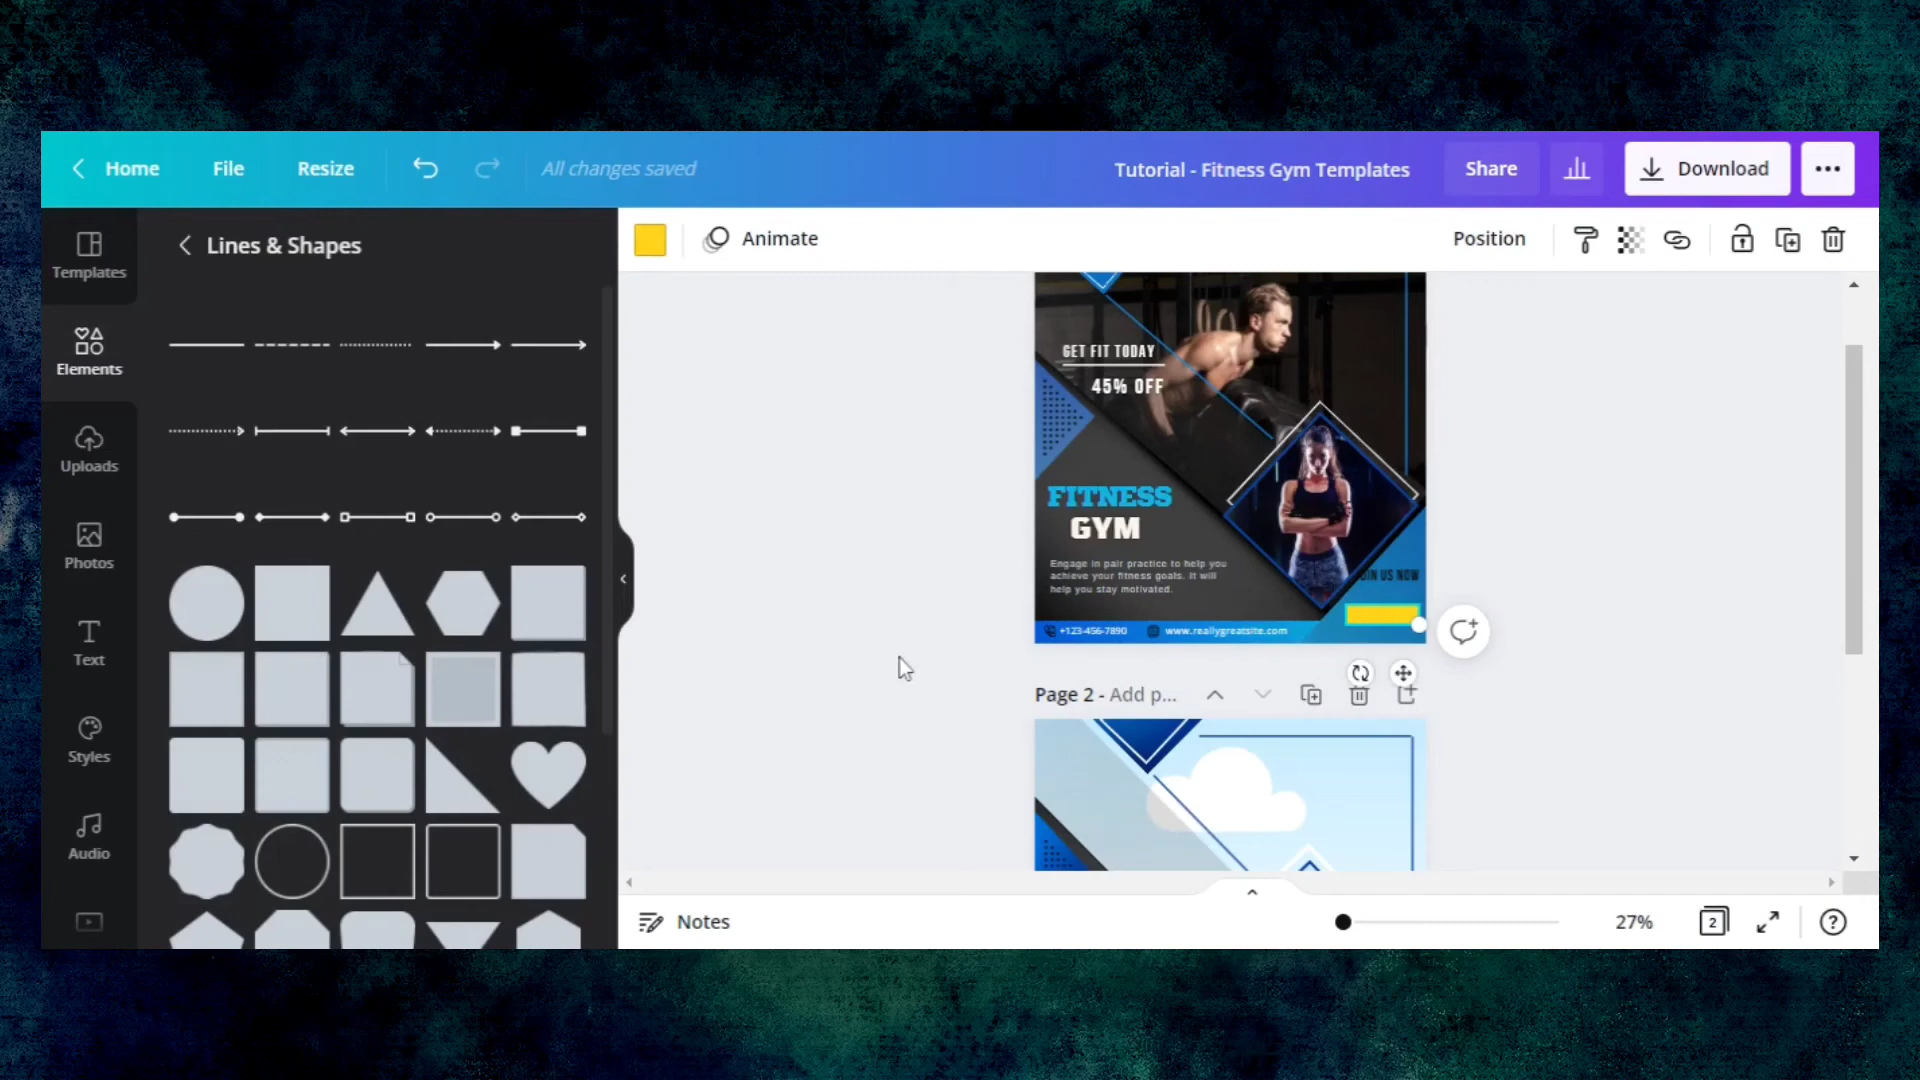 Home
File
Resize
All changes saved
Tutorial - Fitness Gym Templates
Share
Download
Templates
Elements
Uploads
Photos
Text
Styles
Audio
Lines & Shapes
Animate
Position
GET FIT TODAY
45% OFF
FITNESS
GYM
Engage in pair practice to help you
achieve your fitness goals. It will
help you stay motivated.
OIN US NOW
+123-456-7890
www.reallygreatsite.com
Page 2 - Add p...
Notes
27%
2
?